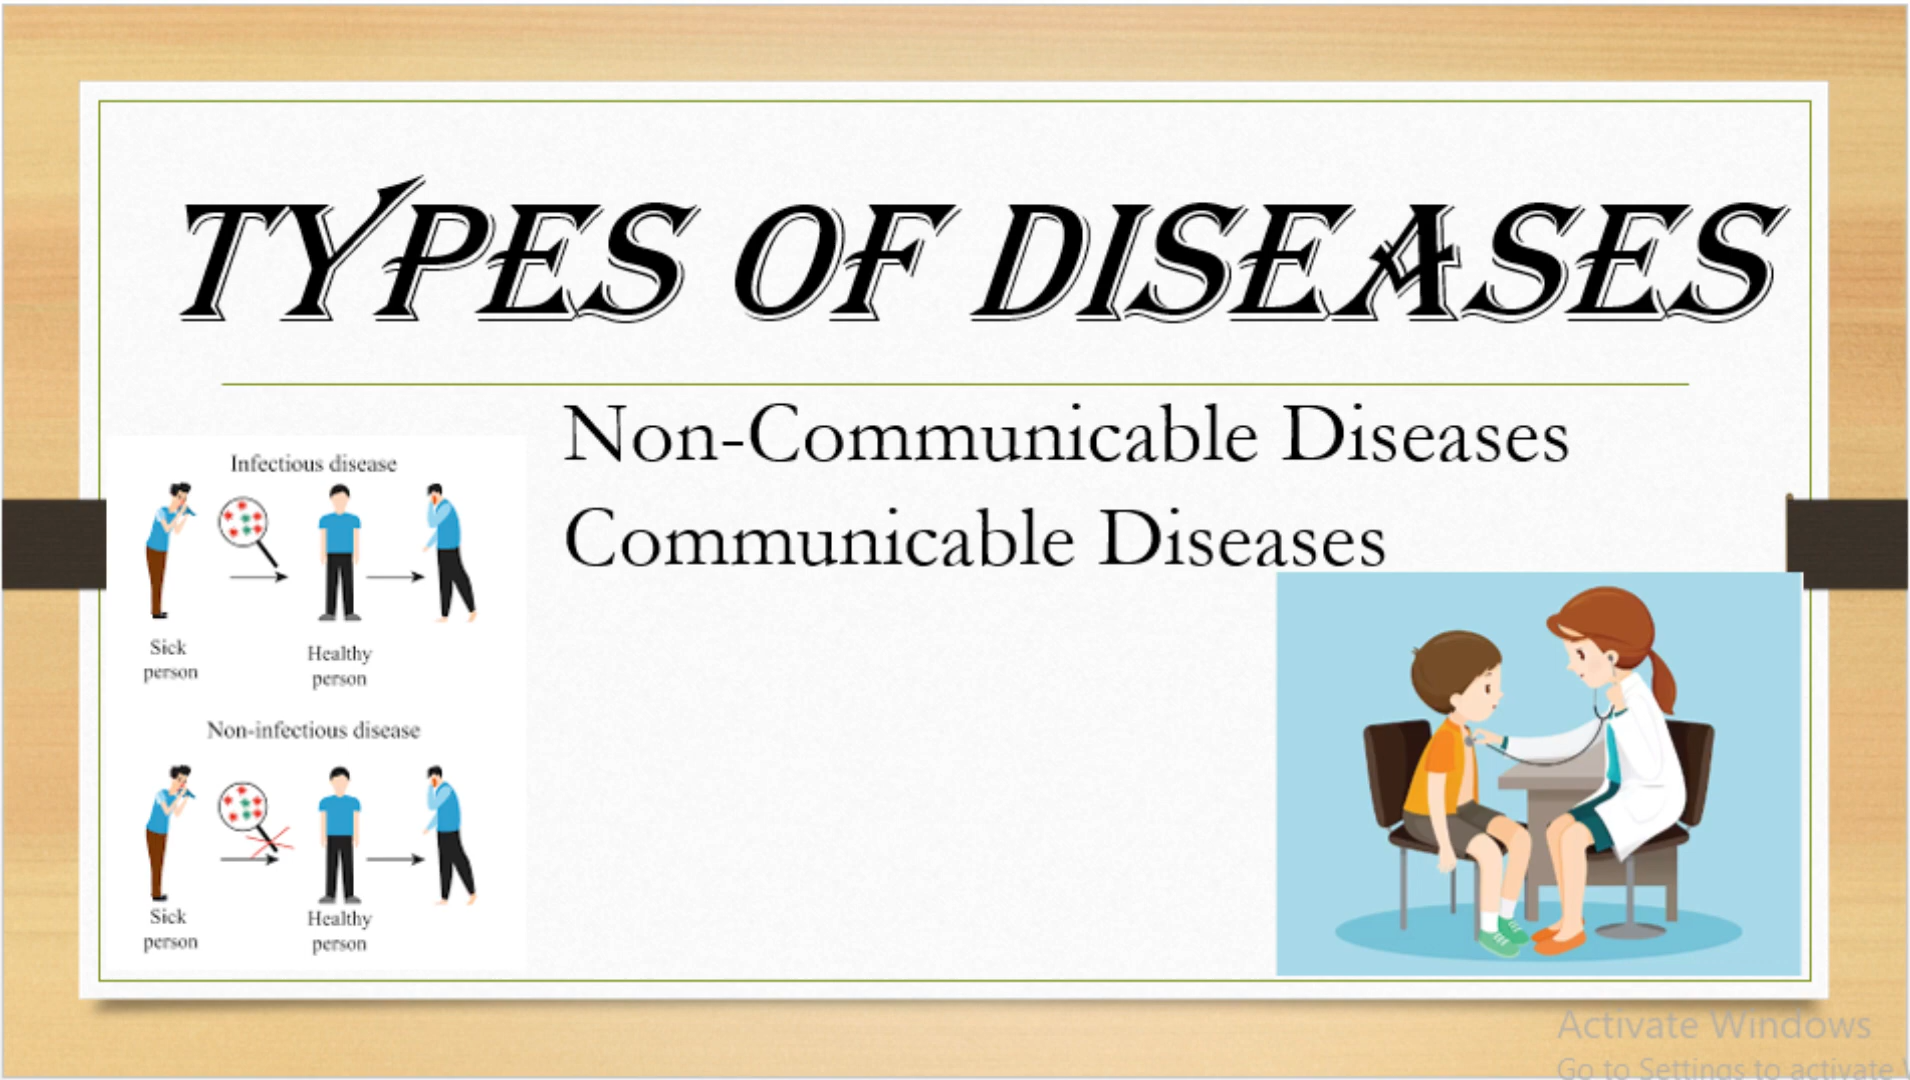 TYPES OF DISEASES
Non-Communicable Diseases
Communicable Diseases
Infectious disease
Sick
person
Healthy
person
Non-infectious disease
Sick
person
Healthy
person
Activate Windows
Go to Settings to activate